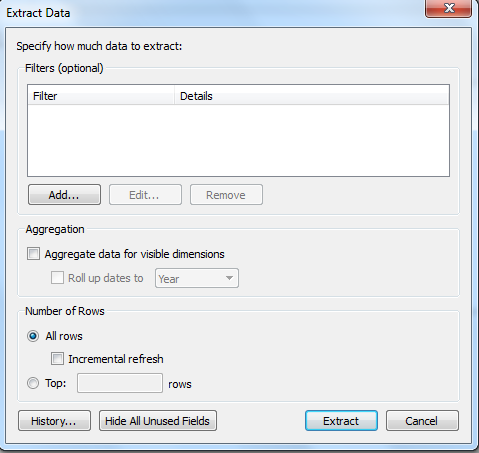 Extract Data
Specify how much data to extract:
Filters (optional)
Filter Details
Add... Edit... Remove
Aggregation
Aggregate data for visible dimensions
Roll up dates to Year
Number of Rows
All rows
Incremental refresh
Top: rows
History... Hide All Unused Fields Extract Cancel